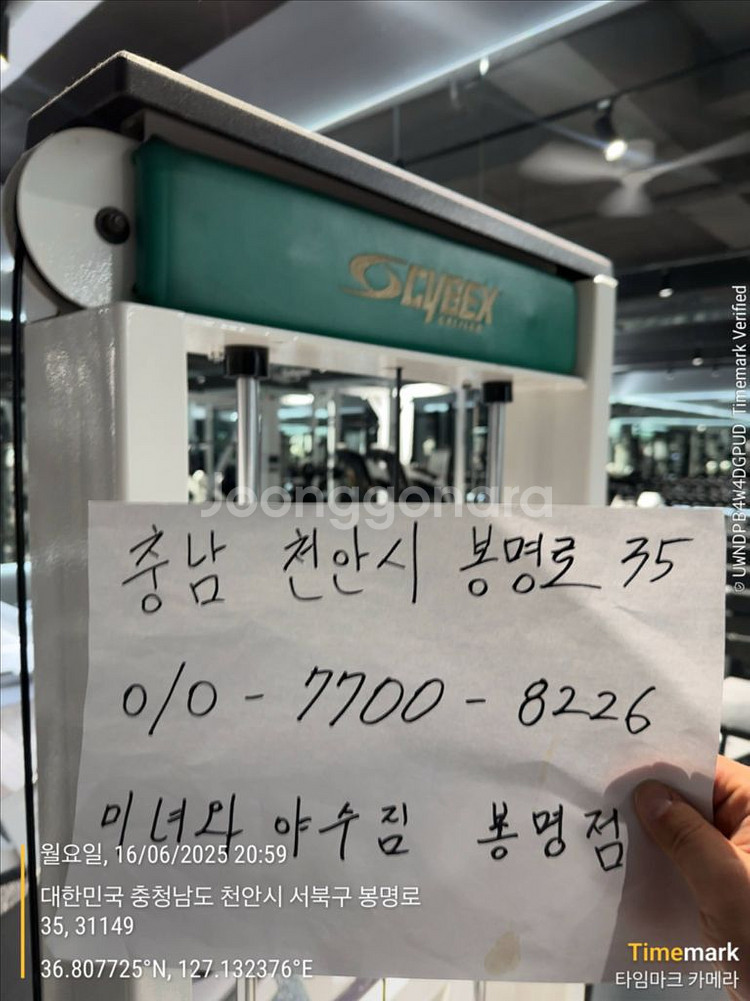 CYBEX
Joonggonara
충남 천안시 봉명로 35
010-7700-8226
미녀와 야수짐 봉명점
월요일, 16/06/2025 20:59
대한민국 충청남도 천안시 서북구 봉명로
35, 31149
36.807725°N, 127.132376°E
Timemark
타임마크 카메라
© UWNDPB4W4DGPUD Timemark Verified